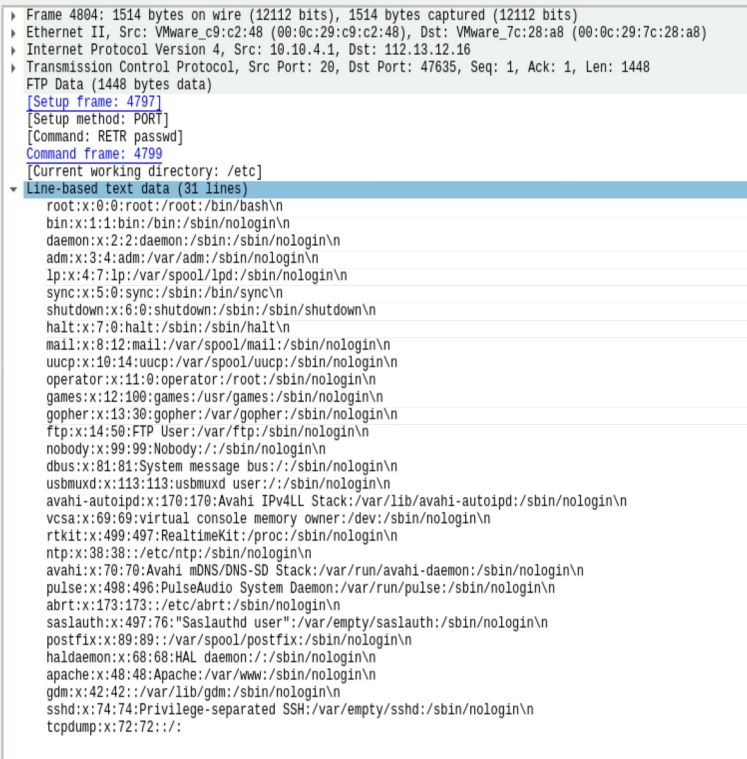 Frame 4804: 1514 bytes on wire (12112 bits), 1514 bytes captured (12112 bits)
Ethernet II, Src: VMware_c9:c2:48 (00:0c:29:c9:c2:48), Dst: VMware_7c:28:a8 (00:0c:29:7c:28:a8)
Internet Protocol Version 4, Src: 10.10.4.1, Dst: 112.13.12.16
Transmission Control Protocol, Src Port: 20, Dst Port: 47635, Seq: 1, Ack: 1, Len: 1448
FTP Data (1448 bytes data)
[Setup frame: 4797]
[Setup method: PORT]
[Command: RETR passwd]
Command frame: 4799
[Current working directory: /etc]
Line-based text data (31 lines)
root:x:0:0:root:/root:/bin/bash\n
bin:x:1:1:bin:/bin:/sbin/nologin\n
daemon:x:2:2:daemon:/sbin:/sbin/nologin\n
adm:x:3:4:adm:/var/adm:/sbin/nologin\n
lp:x:4:7:lp:/var/spool/lpd:/sbin/nologin\n
sync:x:5:0:sync:/sbin:/bin/sync\n
shutdown:x:6:0:shutdown:/sbin:/sbin/shutdown\n
halt:x:7:0:halt:/sbin:/sbin/halt\n
mail:x:8:12:mail:/var/spool/mail:/sbin/nologin\n
uucp:x:10:14:uucp:/var/spool/uucp:/sbin/nologin\n
operator:x:11:0:operator:/root:/sbin/nologin\n
games:x:12:100:games:/usr/games:/sbin/nologin\n
gopher:x:13:30:gopher:/var/gopher:/sbin/nologin\n
ftp:x:14:50:FTP User:/var/ftp:/sbin/nologin\n
nobody:x:99:99:Nobody:/:/sbin/nologin\n
dbus:x:81:81:System message bus:/:/sbin/nologin\n
usbmuxd:x:113:113:usbmuxd user:/:/sbin/nologin\n
avahi-autoipd:x:170:170:Avahi IPv4LL Stack:/var/lib/avahi-autoipd:/sbin/nologin\n
vcsa:x:69:69:virtual console memory owner:/dev:/sbin/nologin\n
rtkit:x:499:497:RealtimeKit:/proc:/sbin/nologin\n
ntp:x:38:38::/etc/ntp:/sbin/nologin\n
avahi:x:70:70:Avahi mDNS/DNS-SD Stack:/var/run/avahi-daemon:/sbin/nologin\n
pulse:x:498:496:PulseAudio System Daemon:/var/run/pulse:/sbin/nologin\n
abrt:x:173:173::/etc/abrt:/sbin/nologin\n
saslauth:x:497:76:"Saslauthd user":/var/empty/saslauth:/sbin/nologin\n
postfix:x:89:89::/var/spool/postfix:/sbin/nologin\n
haldaemon:x:68:68:HAL daemon:/:/sbin/nologin\n
apache:x:48:48:Apache:/var/www:/sbin/nologin\n
gdm:x:42:42::/var/lib/gdm:/sbin/nologin\n
sshd:x:74:74:Privilege-separated SSH:/var/empty/sshd:/sbin/nologin\n
tcpdump:x:72:72::/: